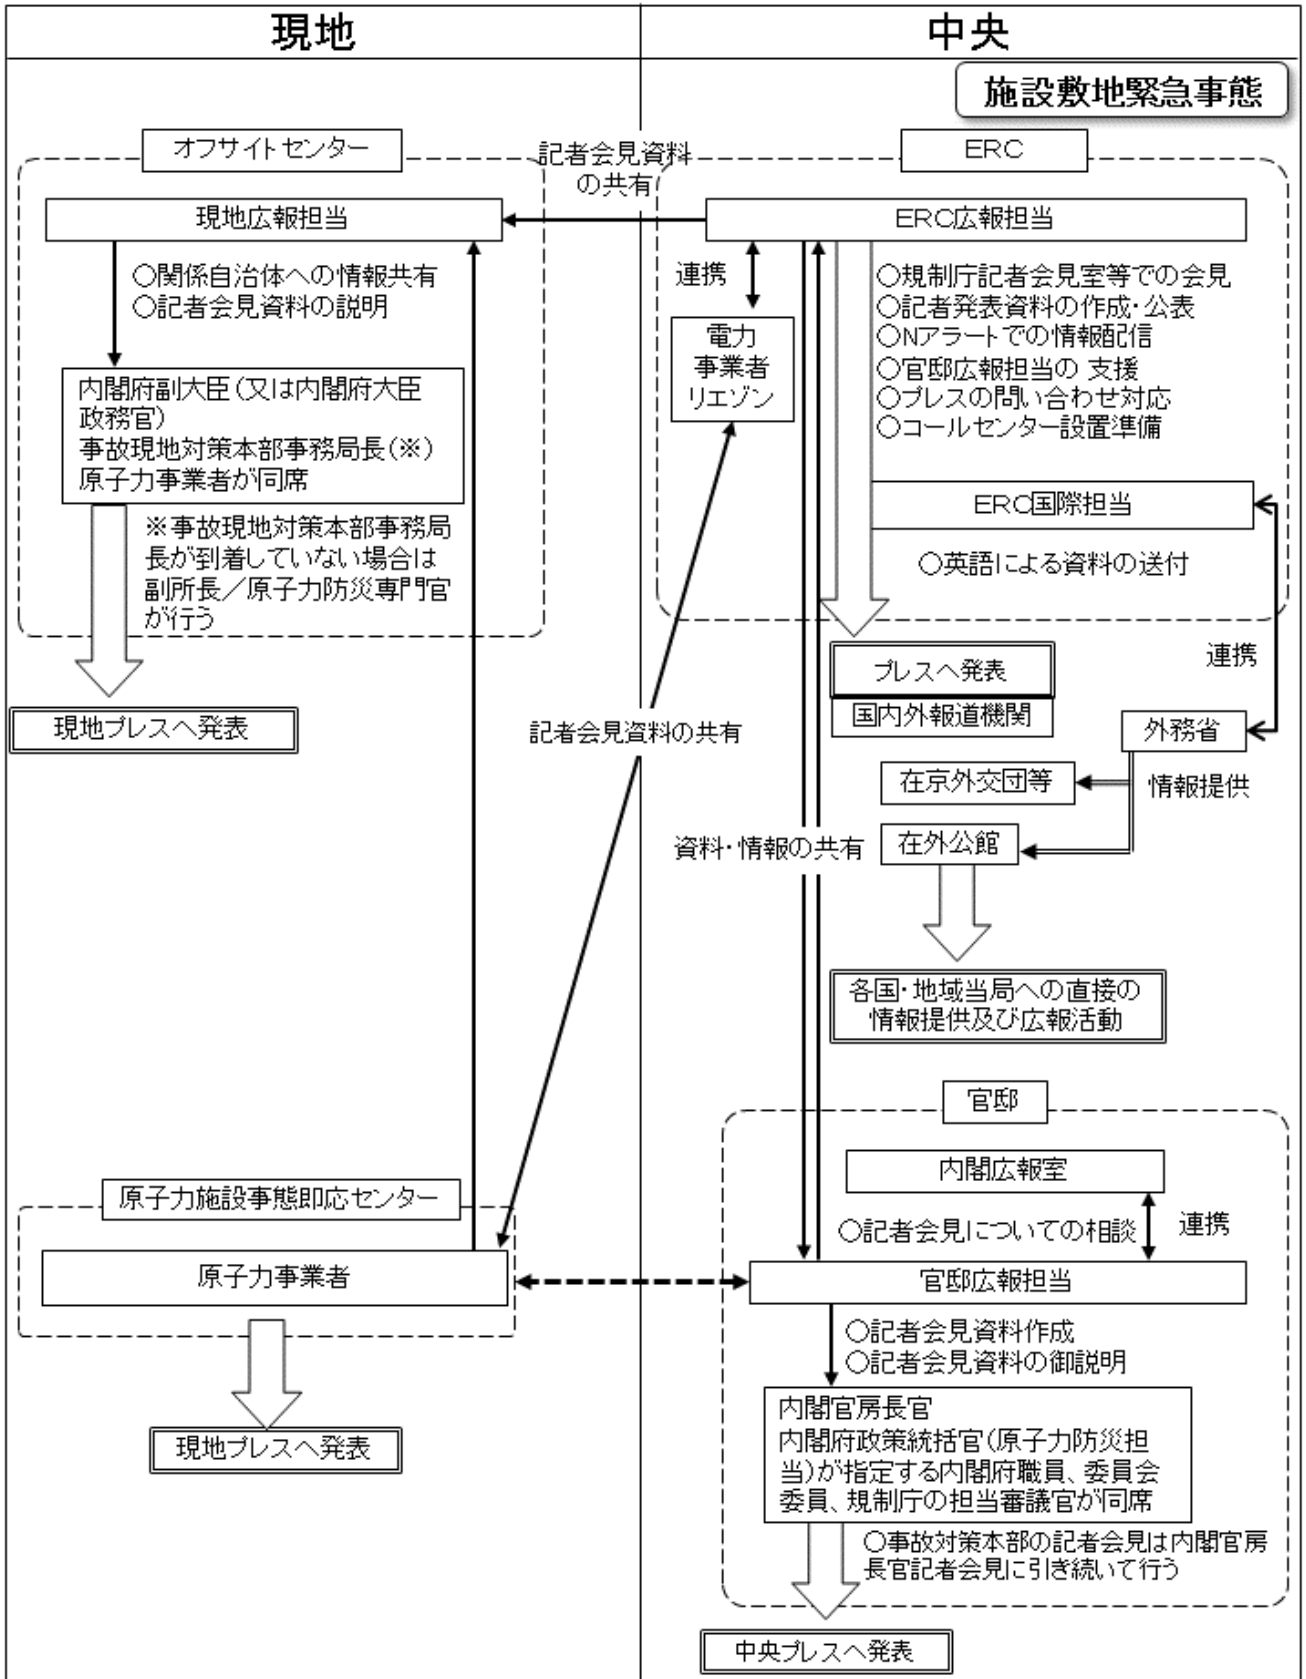 現地
中央
施設敷地緊急事態
オフサイトセンター
記者会見資料
の共有
ERC
現地広報担当
ERC広報担当
○関係自治体への情報共有
○記者会見資料の説明
連携
○規制庁記者会見室等での会見
○記者発表資料の作成・公表
○Nアラートでの情報配信
○官邸広報担当の 支援
○プレスの問い合わせ対応
○コールセンター設置準備
電力
事業者
リエゾン
内閣府副大臣(又は内閣府大臣
政務官)
事故現地対策本部事務局長(※)
原子力事業者が同席
ERC国際担当
※事故現地対策本部事務局
長が到着していない場合は
副所長／原子力防災専門官
が行う
○英語による資料の送付
連携
プレスへ発表
国内外報道機関
現地プレスへ発表
記者会見資料の共有
外務省
在京外交団等
情報提供
資料・情報の共有
在外公館
各国・地域当局への直接の
情報提供及び広報活動
官邸
内閣広報室
原子力施設事態即応センター
○記者会見についての相談
連携
原子力事業者
官邸広報担当
○記者会見資料作成
○記者会見資料の御説明
内閣官房長官
内閣府政策統括官(原子力防災担
当)が指定する内閣府職員、委員会
委員、規制庁の担当審議官が同席
現地プレスへ発表
○事故対策本部の記者会見は内閣官房
長官記者会見に引き続いて行う
中央プレスへ発表